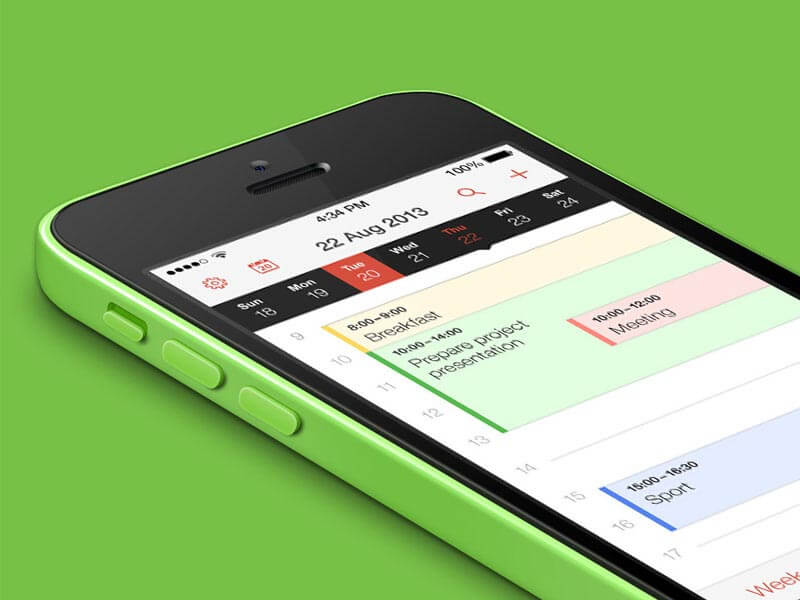 4:34 PM
100%
20
22 Aug 2013
Sun
18
Mon
19
Tue
20
Wed
21
Thu
22
Fri
23
Sat
24
9
10
11
12
13
14
15
16
17
8:00–9:00
Breakfast
10:00–14:00
Prepare project
presentation
10:00–12:00
Meeting
15:00–16:30
Sport
Week